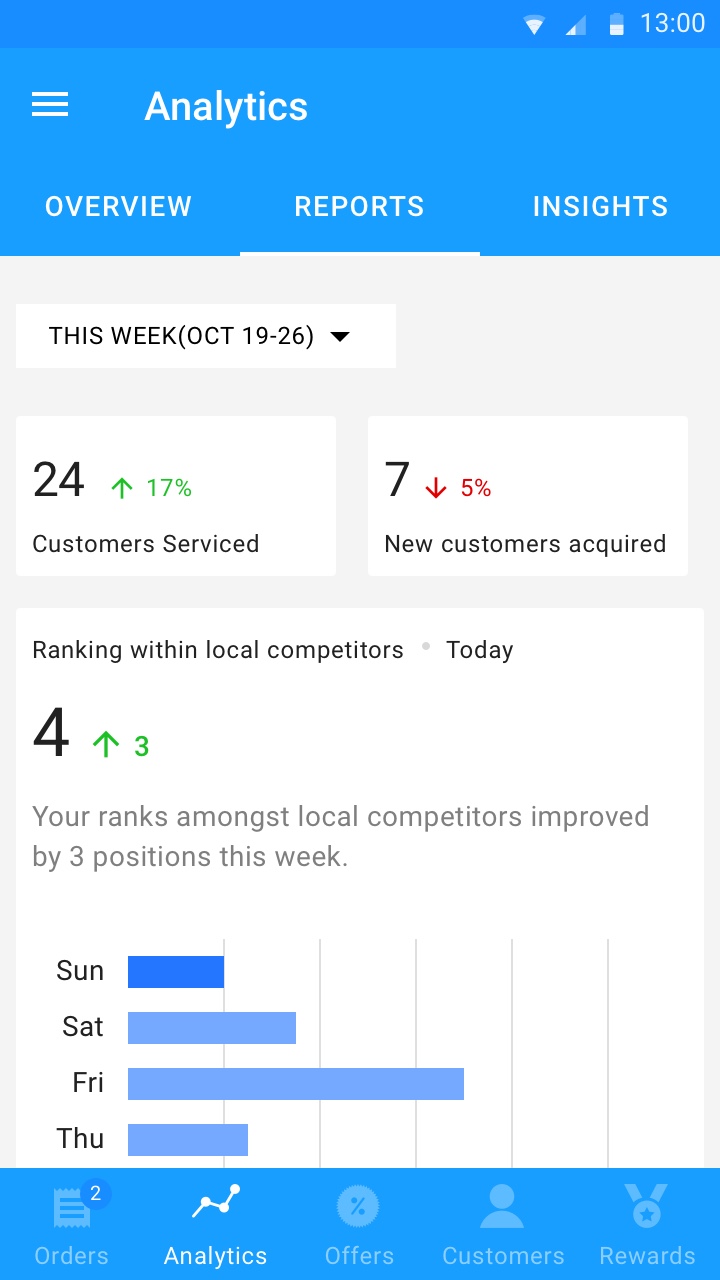 13:00
Analytics
OVERVIEW REPORTS INSIGHTS
THIS WEEK(OCT 19-26)
24 17%
Customers Serviced
7 5%
New customers acquired
Ranking within local competitors • Today
4 3
Your ranks amongst local competitors improved
by 3 positions this week.
Sun
Sat
Fri
Thu
2
%
Orders Analytics Offers Customers Rewards